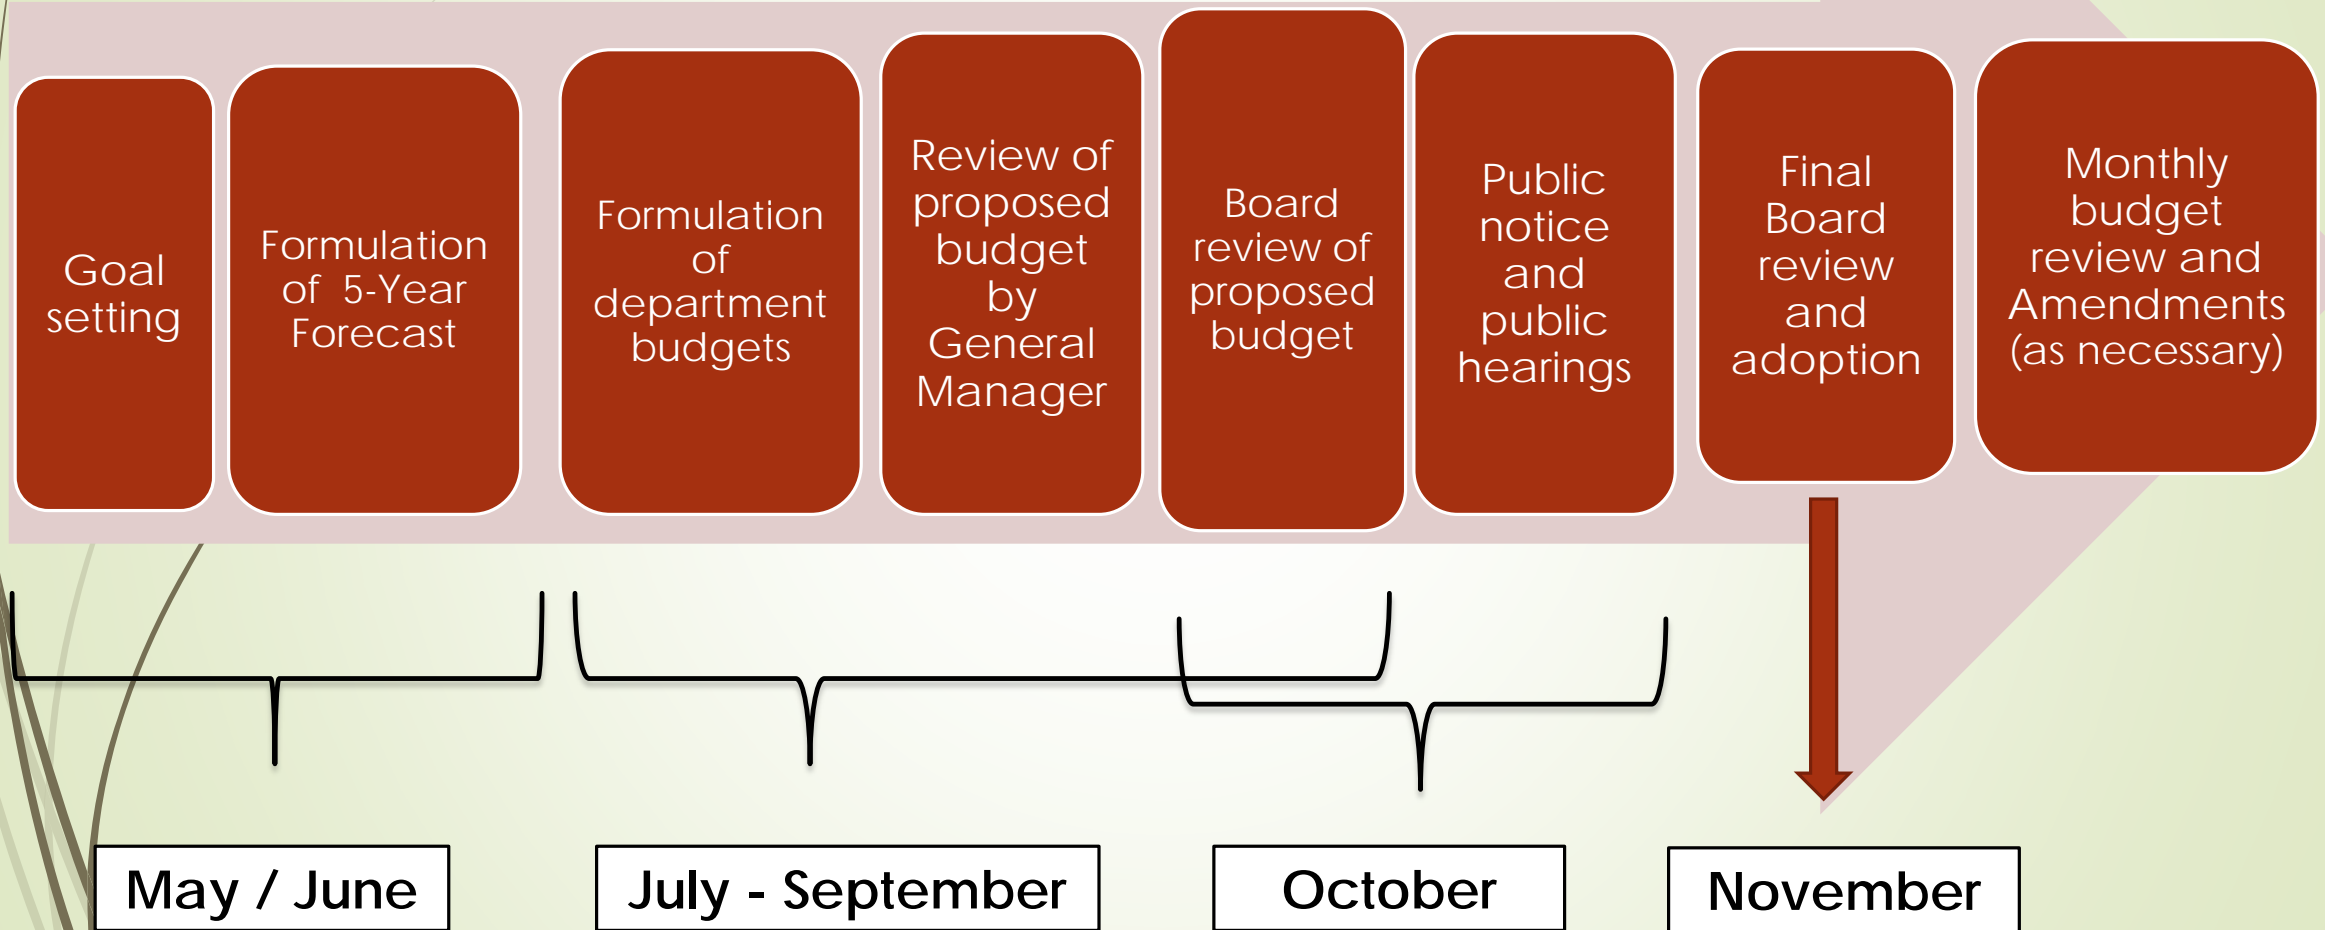 Goal
setting
Formulation
of 5-Year
Forecast
Formulation
of
department
budgets
Review of
proposed
budget
by
General
Manager
Board
review of
proposed
budget
Public
notice
and
public
hearings
Final
Board
review
and
adoption
Monthly
budget
review and
Amendments
(as necessary)
May / June
July - September
October
November